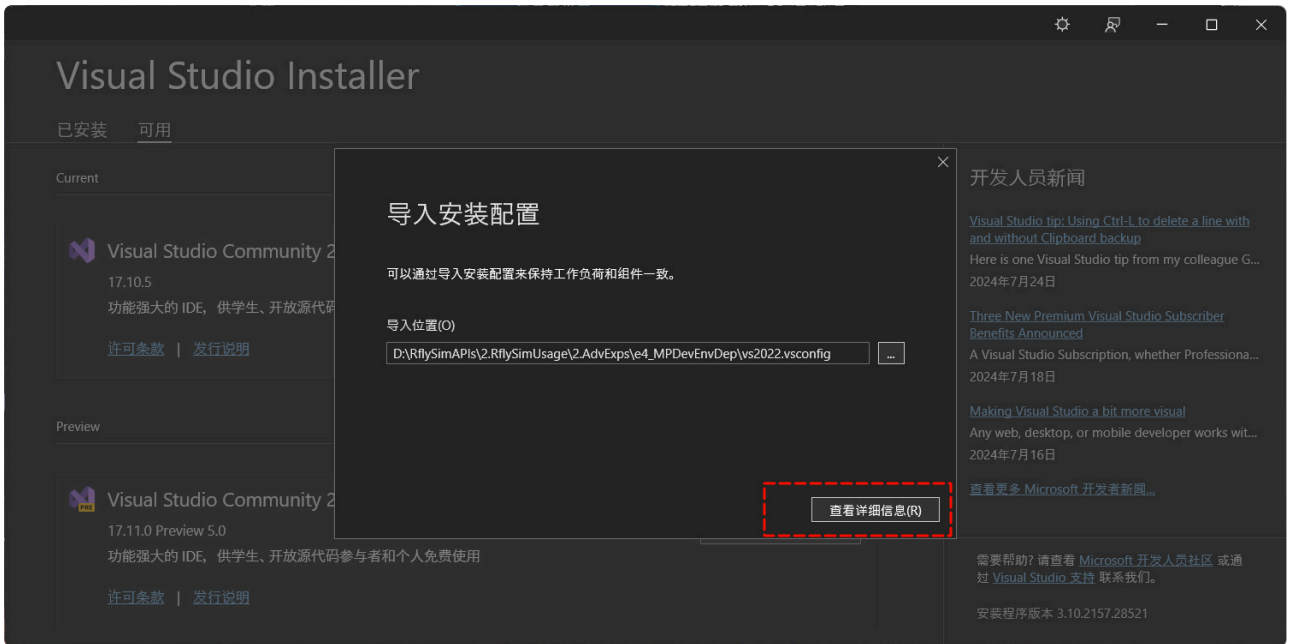 Visual Studio Installer
已安装
可用
Current
Visual Studio Community 2
17.10.5
功能强大的 IDE，供学生、开放源代码
许可条款 | 发行说明
Preview
Visual Studio Community 2
17.11.0 Preview 5.0
功能强大的 IDE，供学生、开放源代码参与者和个人免费使用
许可条款 | 发行说明
导入安装配置
可以通过导入安装配置来保持工作负荷和组件一致。
导入位置(O)
D:\RflySimAPIs\2.RflySimUsage\2.AdvExps\e4_MPDevEnvDep\vs2022.vsconfig
...
查看详细信息(R)
开发人员新闻
Visual Studio tip: Using Ctrl-L to delete a line with
and without Clipboard backup
Here is one Visual Studio tip from my colleague G...
2024年7月24日
Three New Premium Visual Studio Subscriber
Benefits Announced
A Visual Studio Subscription, whether Professiona...
2024年7月18日
Making Visual Studio a bit more visual
Any web, desktop, or mobile developer works wit...
2024年7月16日
查看更多 Microsoft 开发者新闻...
需要帮助? 请查看 Microsoft 开发人员社区 或通
过 Visual Studio 支持 联系我们。
安装程序版本 3.10.2157.28521
PRE